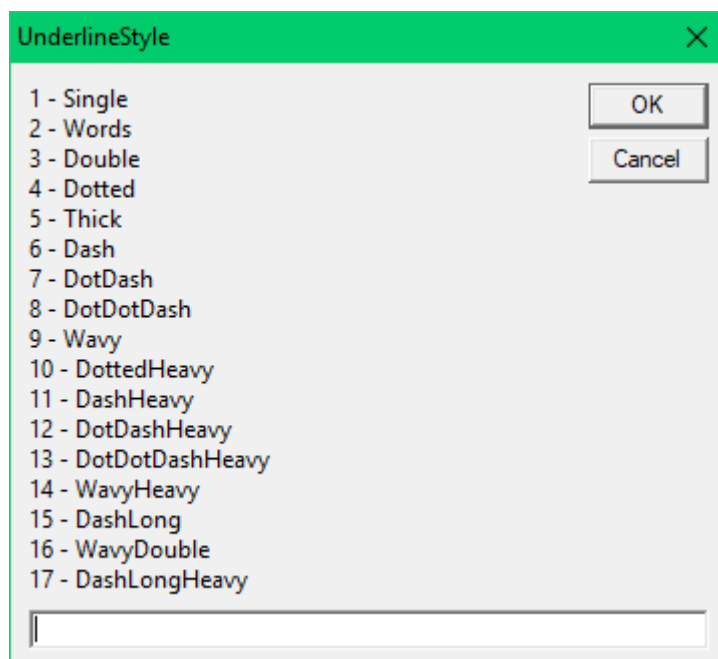 UnderlineStyle
1 - Single
2 - Words
3 - Double
4 - Dotted
5 - Thick
6 - Dash
7 - DotDash
8 - DotDotDash
9 - Wavy
10 - DottedHeavy
11 - DashHeavy
12 - DotDashHeavy
13 - DotDotDashHeavy
14 - WavyHeavy
15 - DashLong
16 - WavyDouble
17 - DashLongHeavy
OK
Cancel